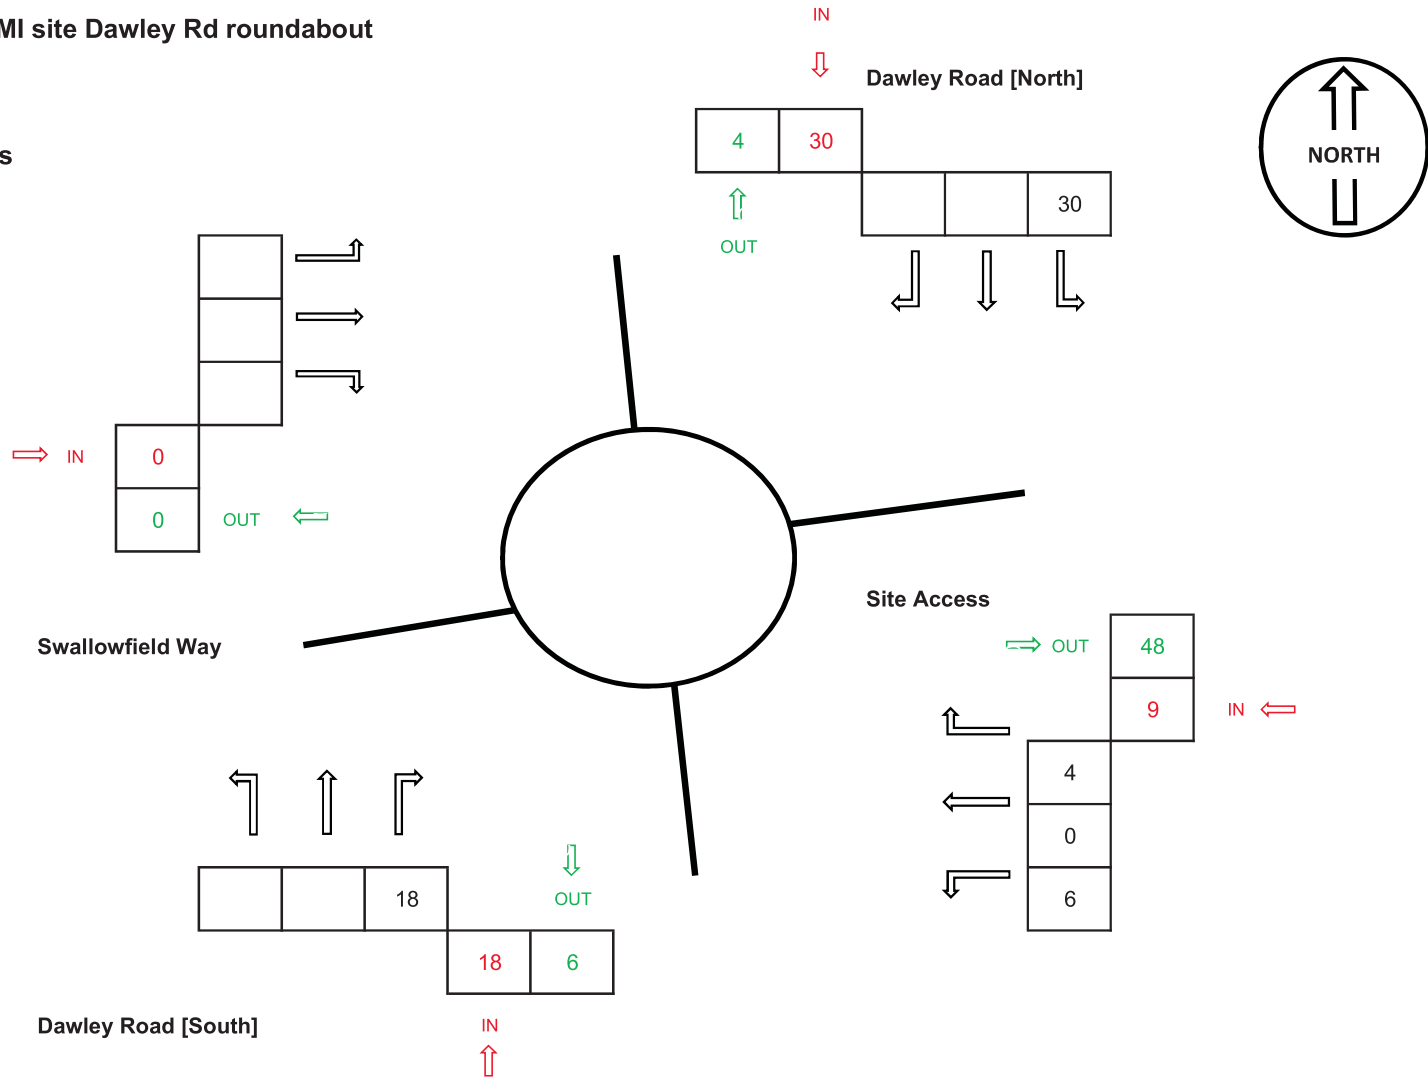 MI site Dawley Rd roundabout
IN
Dawley Road [North]
4 30
NORTH
s
30
OUT
IN 0
0 OUT
Site Access
Swallowfield Way
OUT 48
9 IN
4
0
18
OUT
6
18 6
Dawley Road [South]
IN